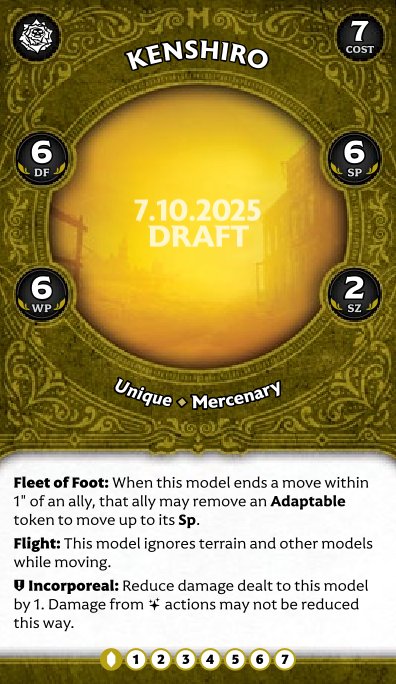 KENSHIRO
7
COST
6
DF
6
SP
7.10.2025
DRAFT
6
WP
2
SZ
Unique ⬥ Mercenary
Fleet of Foot: When this model ends a move within
1" of an ally, that ally may remove an Adaptable
token to move up to its Sp.
Flight: This model ignores terrain and other models
while moving.
Incorporeal: Reduce damage dealt to this model
by 1. Damage from actions may not be reduced
this way.
1 2 3 4 5 6 7